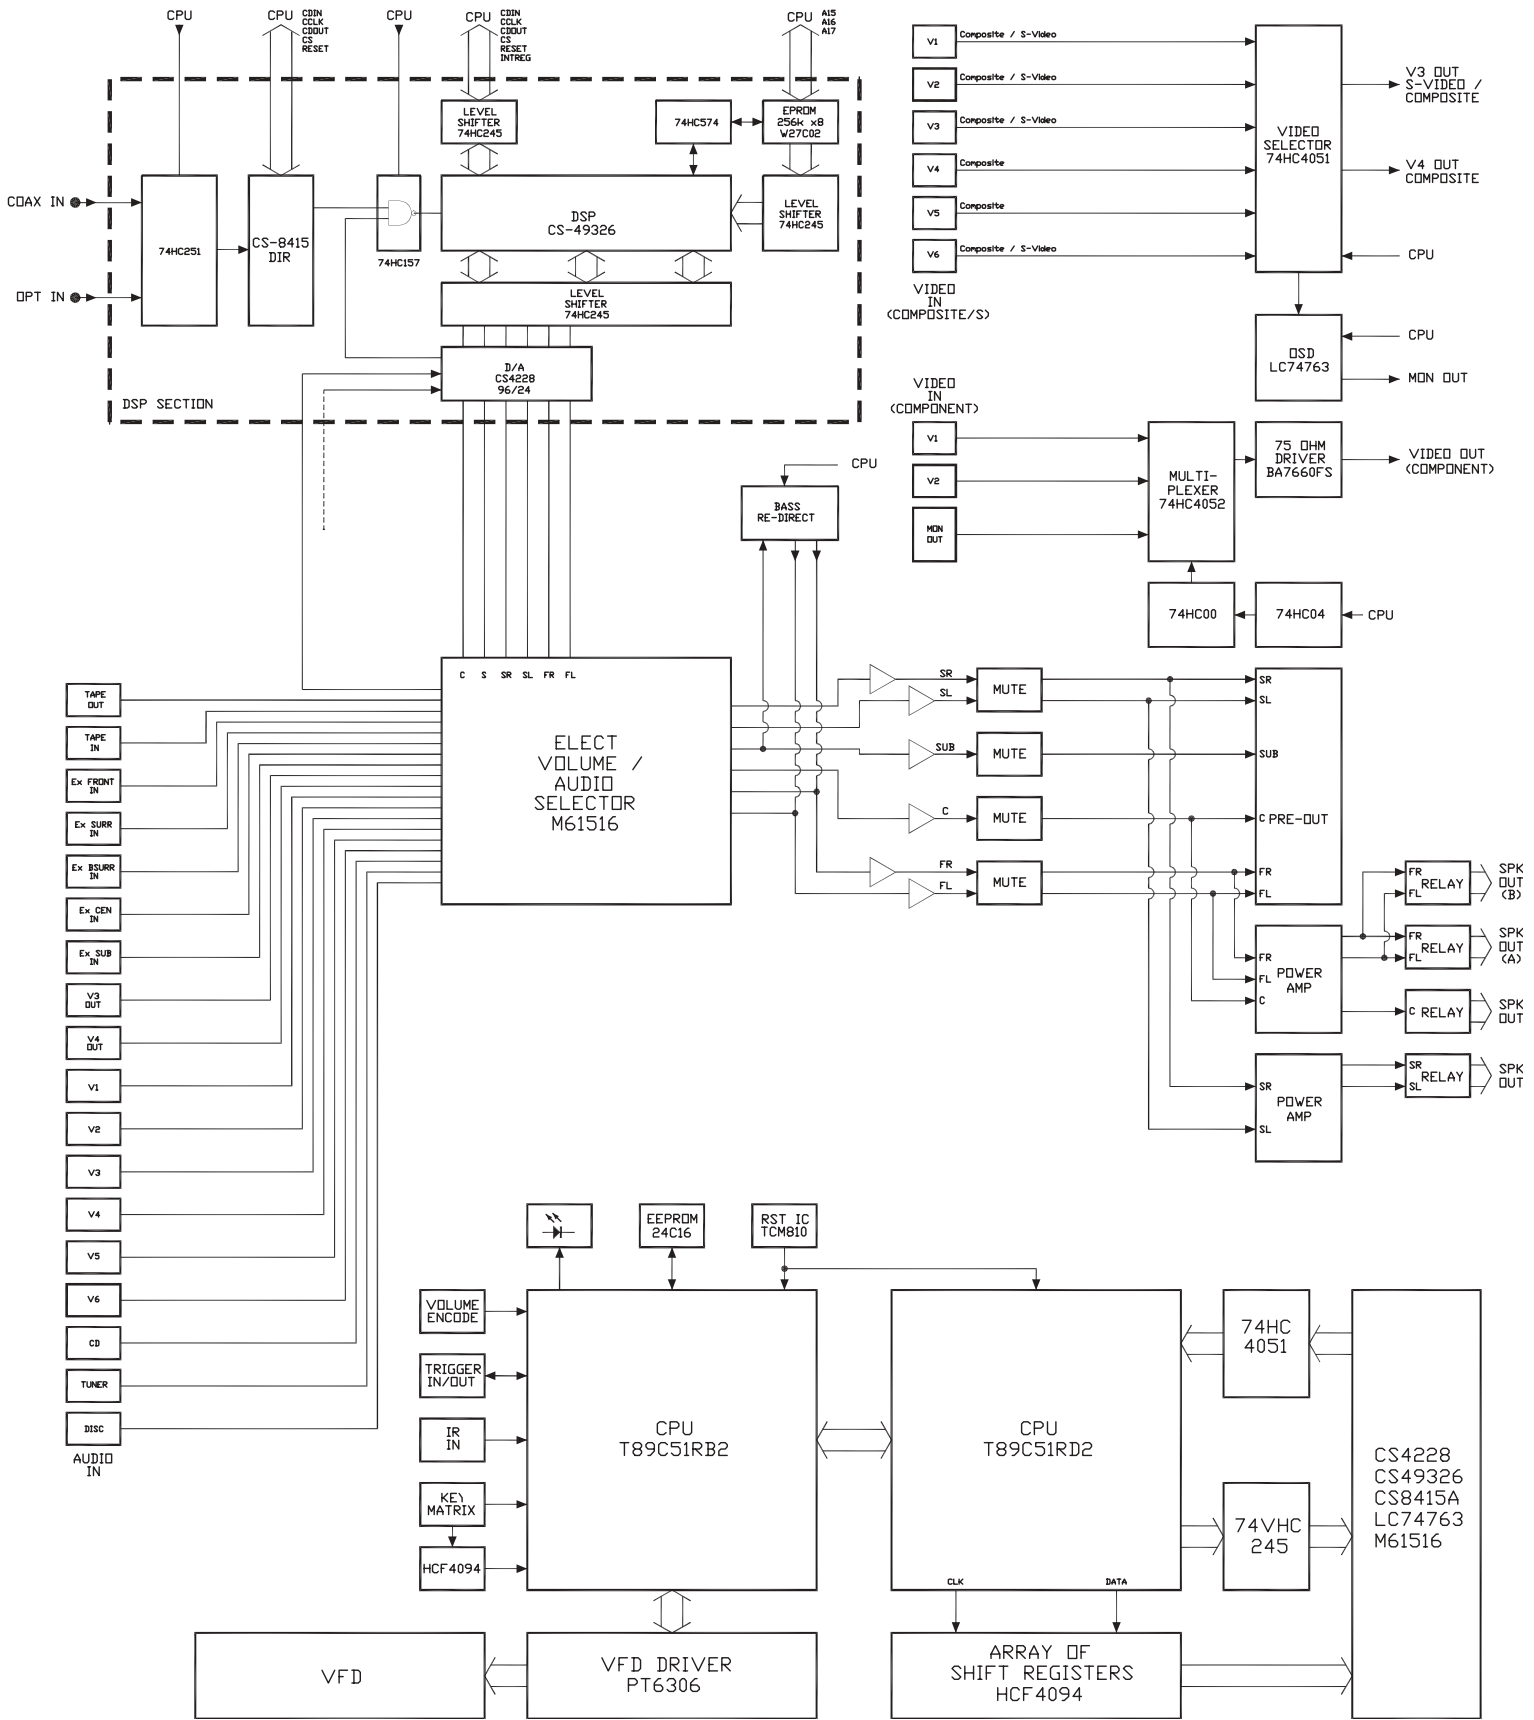 CPU
CPU
CDIN
CCLK
CDOUT
CS
RESET
CPU
CPU
CDIN
CCLK
CDOUT
CS
RESET
INTREG
CPU
A15
A16
A17
LEVEL
SHIFTER
74HC245
74HC574
EPROM
256k x8
W27C02
COAX IN
OPT IN
74HC251
CS-8415
DIR
74HC157
DSP
CS-49326
LEVEL
SHIFTER
74HC245
LEVEL
SHIFTER
74HC245
D/A
CS4228
96/24
DSP SECTION
V1
Composite / S-Video
V2
Composite / S-Video
V3
Composite / S-Video
V4
Composite
V5
Composite
V6
Composite / S-Video
VIDEO
IN
(COMPOSITE/S)
VIDEO
SELECTOR
74HC4051
V3 OUT
S-VIDEO /
COMPOSITE
V4 OUT
COMPOSITE
CPU
OSD
LC74763
CPU
MON OUT
VIDEO
IN
(COMPONENT)
V1
V2
MON
OUT
MULTI-
PLEXER
74HC4052
75 OHM
DRIVER
BA7660FS
VIDEO OUT
(COMPONENT)
74HC00
74HC04
CPU
CPU
BASS
RE-DIRECT
C
S
SR
SL
FR
FL
ELECT
VOLUME /
AUDIO
SELECTOR
M61516
TAPE
OUT
TAPE
IN
Ex FRONT
IN
Ex SURR
IN
Ex BSURR
IN
Ex CEN
IN
Ex SUB
IN
V3
OUT
V4
OUT
V1
V2
V3
V4
V5
V6
CD
TUNER
DISC
AUDIO
IN
SR
SL
MUTE
SUB
MUTE
C
MUTE
FR
FL
MUTE
SR
SL
SUB
C PRE-OUT
FR
FL
FR
FL
C
POWER
AMP
SR
SL
POWER
AMP
FR
FL
RELAY
SPK
OUT
(B)
FR
FL
RELAY
SPK
OUT
(A)
C RELAY
SPK
OUT
SR
SL
RELAY
SPK
OUT
EEPROM
24C16
RST IC
TCM810
VOLUME
ENCODE
TRIGGER
IN/OUT
IR
IN
KEY
MATRIX
HCF4094
CPU
T89C51RB2
CPU
T89C51RD2
CLK
DATA
74HC
4051
74VHC
245
CS4228
CS49326
CS8415A
LC74763
M61516
VFD
VFD DRIVER
PT6306
ARRAY OF
SHIFT REGISTERS
HCF4094